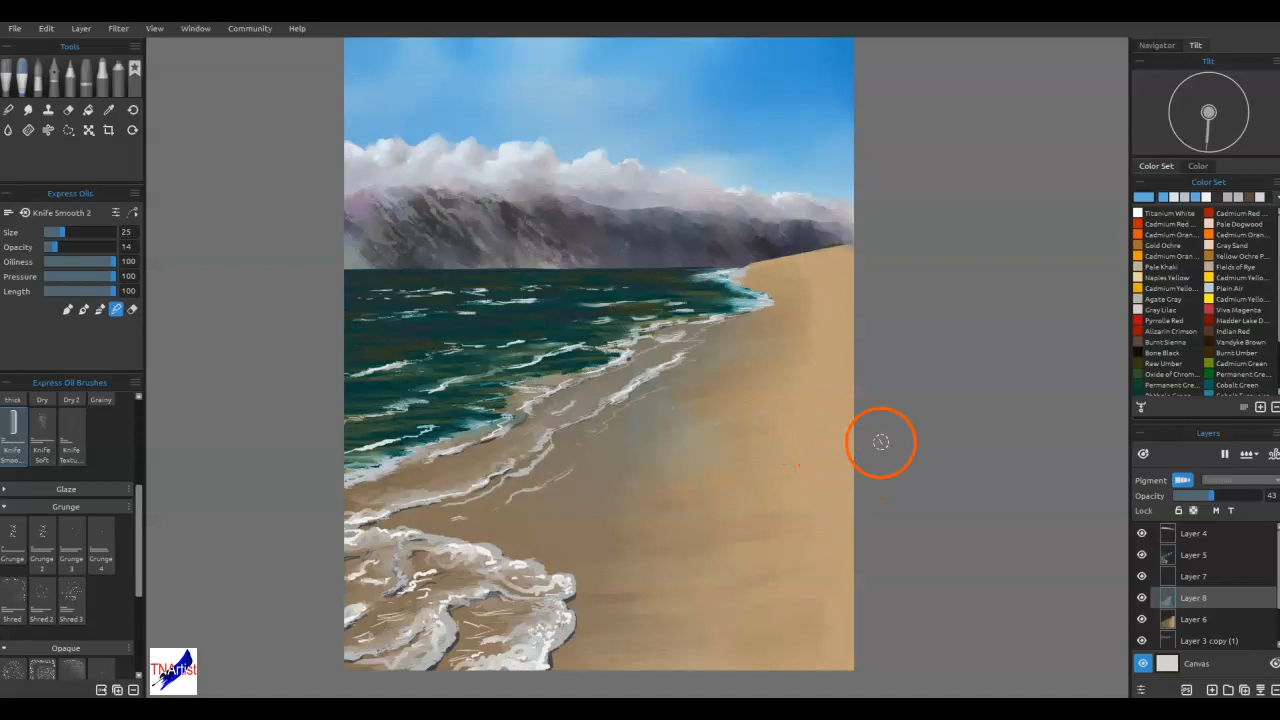 File Edit Layer Filter View Window Community Help
Tools
Navigator Tilt
Tilt
Color Set Color
Color Set
Express Oils
Knife Smooth 2
Size 25
Opacity 14
Oiliness 100
Pressure 100
Length 100
Titanium White Cadmium Red ...
Cadmium Red ... Pale Dogwood
Cadmium Oran... Cadmium Oran...
Gold Ochre Gray Sand
Cadmium Oran... Yellow Ochre P...
Pale Khaki Fields of Rye
Naples Yellow Cadmium Yello...
Cadmium Yello... Plein Air
Agate Gray Cadmium Yello...
Gray Lilac Viva Magenta
Pyrrolle Red Madder Lake D...
Alizarin Crimson Indian Red
Burnt Sienna Vandyke Brown
Bone Black Burnt Umber
Raw Umber Cadmium Green
Oxide of Chrom... Permanent Gre...
Permanent Gree... Cobalt Green
Express Oil Brushes
thick Dry Dry 2 Grainy
Knife Smoo... Knife Soft Knife Textu...
Glaze
Grunge
Grunge Grunge 2 Grunge 3 Grunge 4
Shred Shred 2 Shred 3
Opaque
Layers
Pigment
Opacity 43
Lock M T
Layer 4
Layer 5
Layer 7
Layer 8
Layer 6
Layer 3 copy (1)
Canvas
TNArtist